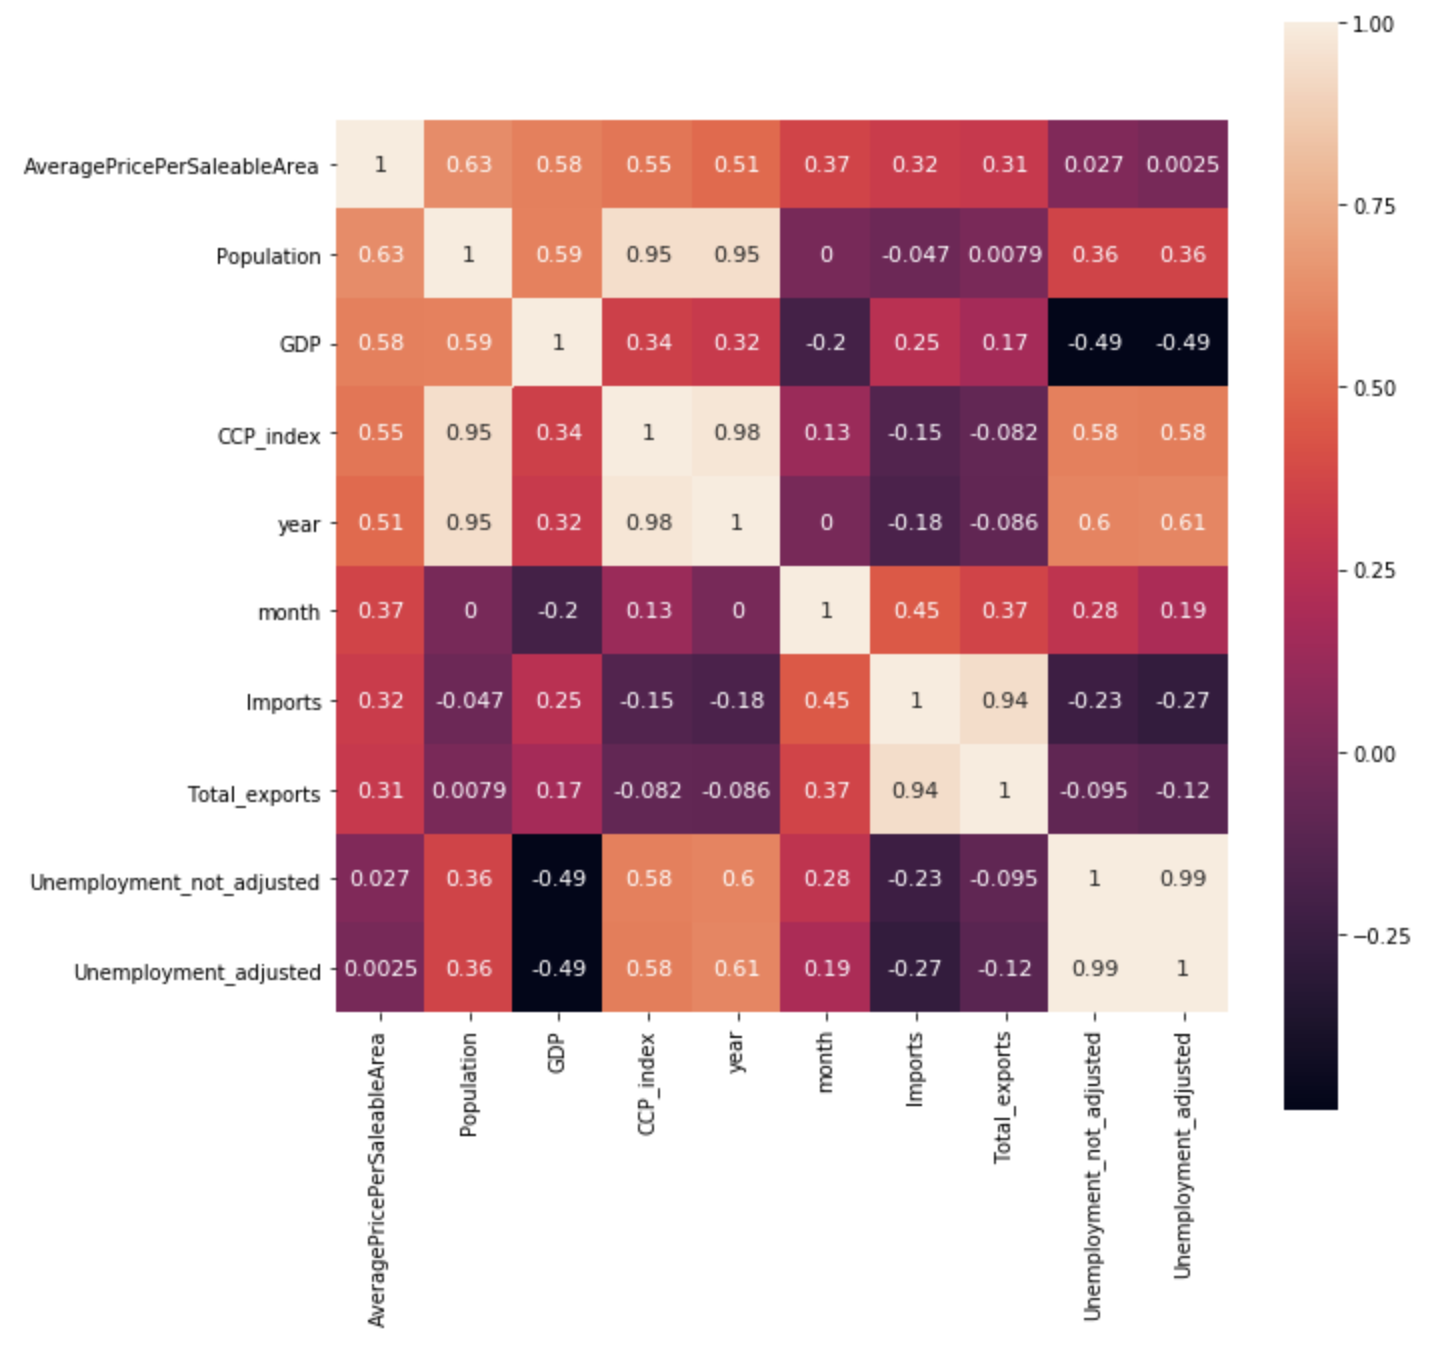 1.00
AveragePricePerSaleableArea 1 0.63 0.58 0.55 0.51 0.37 0.32 0.31 0.027 0.0025
0.75
Population 0.63 1 0.59 0.95 0.95 0 -0.047 0.0079 0.36 0.36
GDP 0.58 0.59 1 0.34 0.32 -0.2 0.25 0.17 -0.49 -0.49
0.50
CCP_index 0.55 0.95 0.34 1 0.98 0.13 -0.15 -0.082 0.58 0.58
year 0.51 0.95 0.32 0.98 1 0 -0.18 -0.086 0.6 0.61
0.25
month 0.37 0 -0.2 0.13 0 1 0.45 0.37 0.28 0.19
Imports 0.32 -0.047 0.25 -0.15 -0.18 0.45 1 0.94 -0.23 -0.27
0.00
Total_exports 0.31 0.0079 0.17 -0.082 -0.086 0.37 0.94 1 -0.095 -0.12
Unemployment_not_adjusted 0.027 0.36 -0.49 0.58 0.6 0.28 -0.23 -0.095 1 0.99
−0.25
Unemployment_adjusted 0.0025 0.36 -0.49 0.58 0.61 0.19 -0.27 -0.12 0.99 1
AveragePricePerSaleableArea
Population
GDP
CCP_index
year
month
Imports
Total_exports
Unemployment_not_adjusted
Unemployment_adjusted